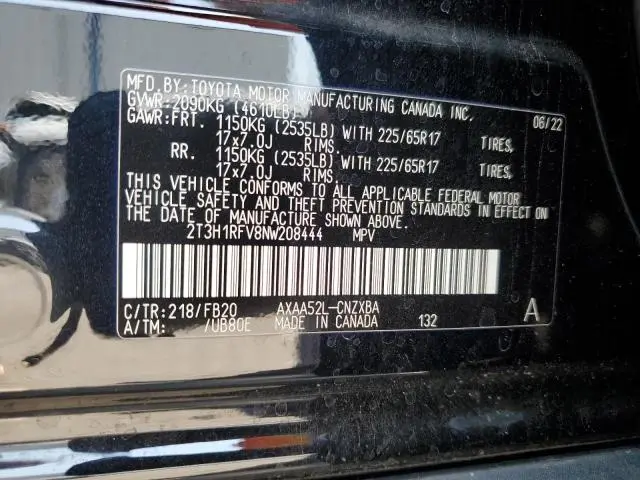 MFD. BY: TOYOTA MOTOR MANUFACTURING CANADA INC.
GVWR: 2090KG (4610LB) 06/22
GAWR: FRT. 1150KG (2535LB) WITH 225/65R17 TIRES,
17x7.0J RIMS.
RR. 1150KG (2535LB) WITH 225/65R17 TIRES,
17x7.0J RIMS.
THIS VEHICLE CONFORMS TO ALL APPLICABLE FEDERAL MOTOR
VEHICLE SAFETY AND THEFT PREVENTION STANDARDS IN EFFECT ON
THE DATE OF MANUFACTURE SHOWN ABOVE.
2T3H1RFV8NW208444 MPV
C/TR: 218/FB20 AXAA52L-CNZXBA A
A/TM: /UB80E MADE IN CANADA 132